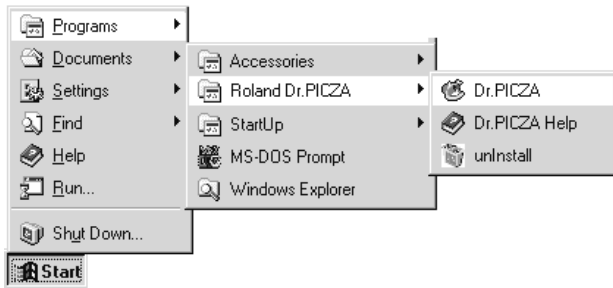 Programs
Documents
Settings
Find
Help
Run...
Shut Down...
Start
Accessories
Roland Dr.PICZA
StartUp
MS-DOS Prompt
Windows Explorer
Dr.PICZA
Dr.PICZA Help
unInstall